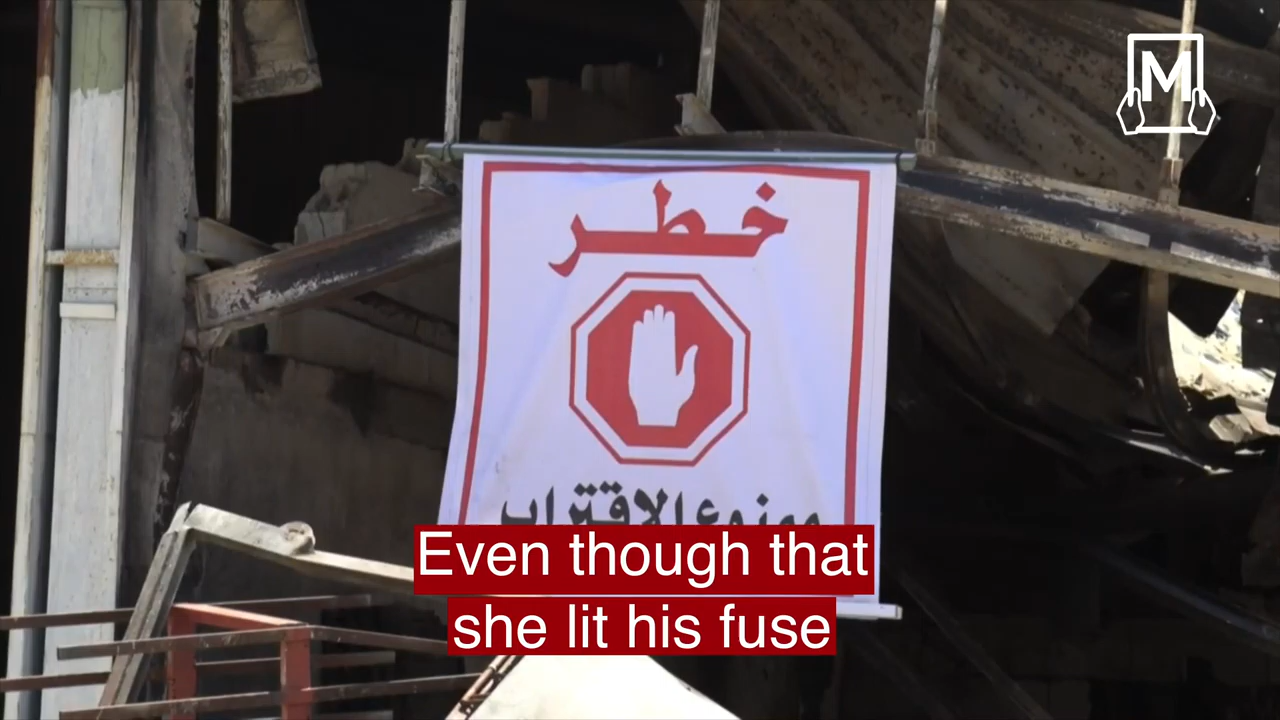 M
خطر
ممنوع الاقتراب
Even though that
she lit his fuse